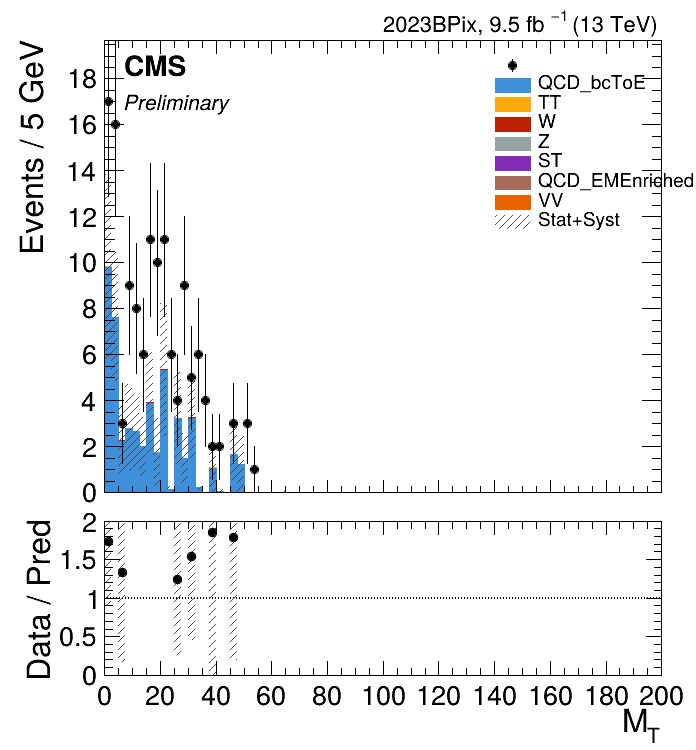 2023BPix, 9.5 fb⁻¹ (13 TeV)
CMS
Preliminary
QCD_bcToE
TT
W
Z
ST
QCD_EMEnriched
VV
Stat+Syst
Events / 5 GeV
18
16
14
12
10
8
6
4
2
0
Data / Pred
2
1.5
1
0.5
0
0 20 40 60 80 100 120 140 160 180 200
M_T